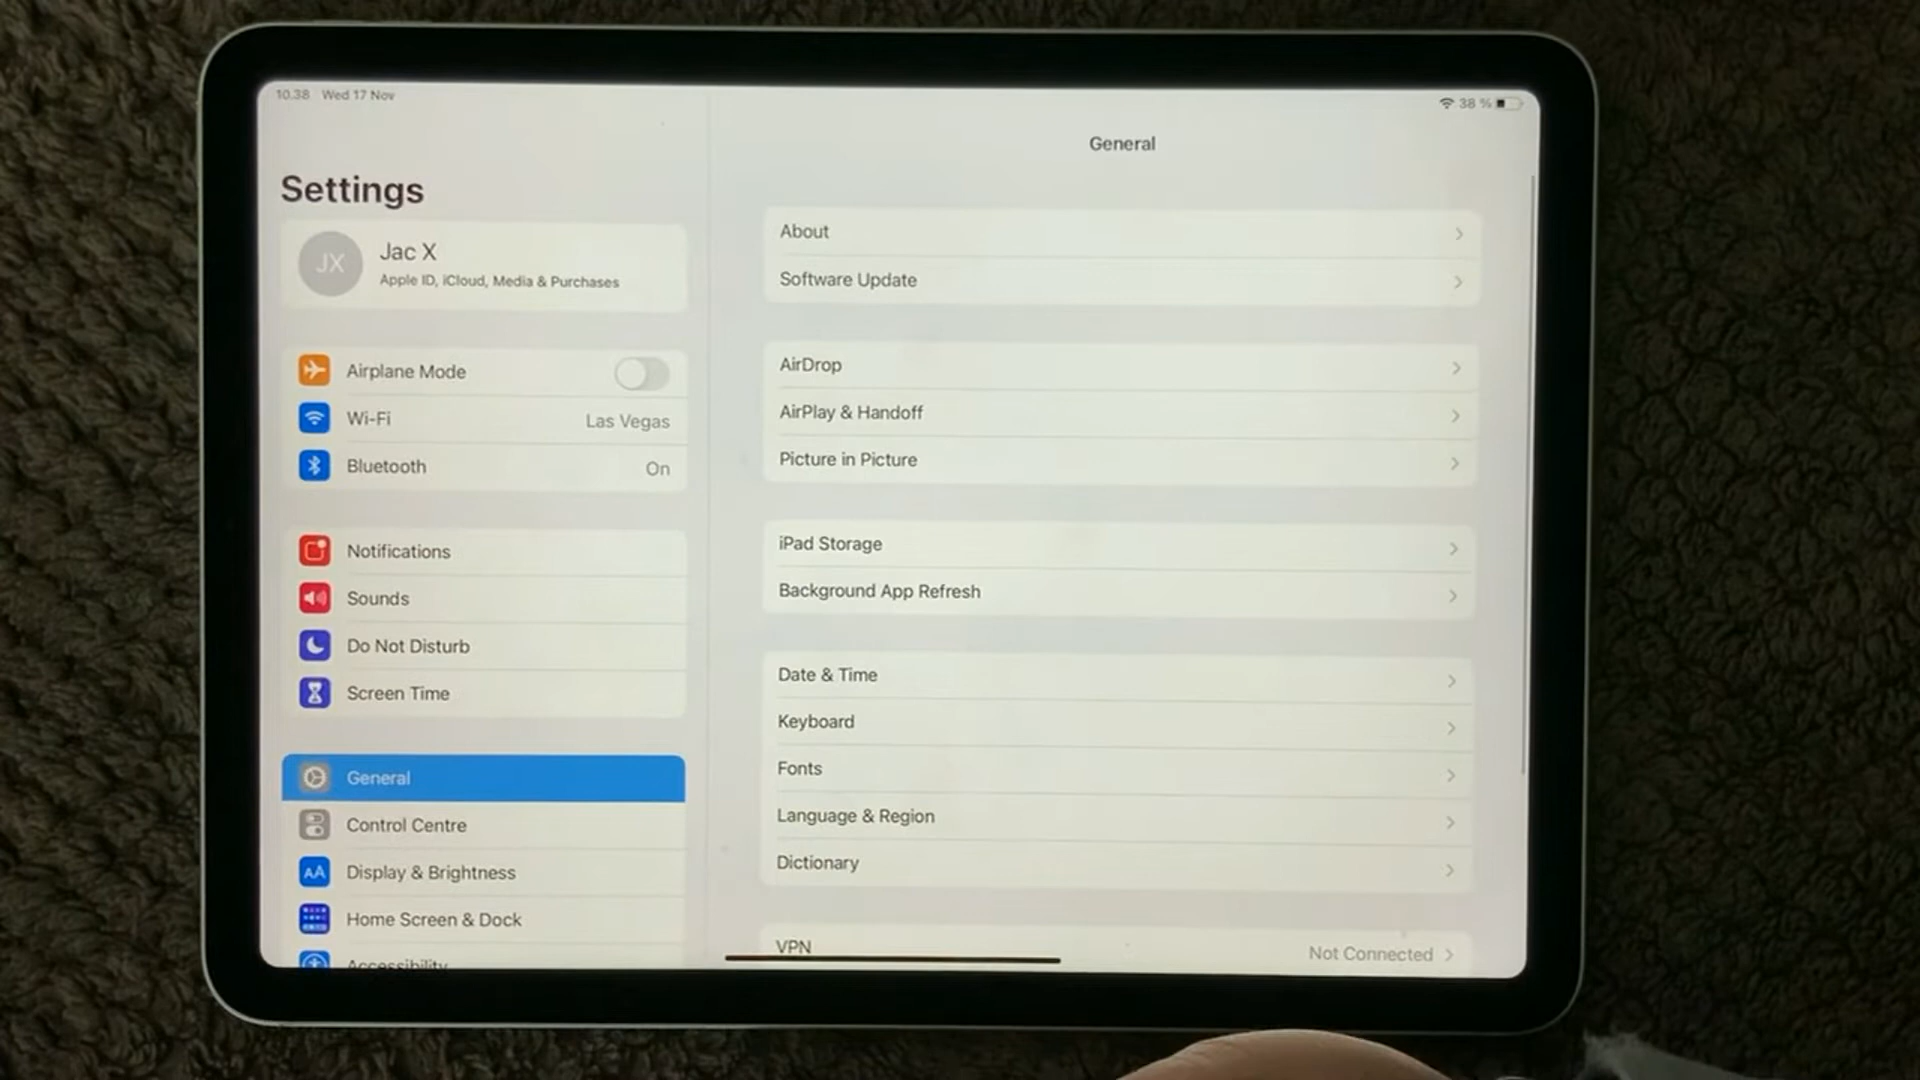 10.38 Wed 17 Nov
38 %
Settings
JX
Jac X
Apple ID, iCloud, Media & Purchases
Airplane Mode
Wi-Fi
Las Vegas
Bluetooth
On
Notifications
Sounds
Do Not Disturb
Screen Time
General
Control Centre
AA
Display & Brightness
Home Screen & Dock
Accessibility
General
About
Software Update
AirDrop
AirPlay & Handoff
Picture in Picture
iPad Storage
Background App Refresh
Date & Time
Keyboard
Fonts
Language & Region
Dictionary
VPN
Not Connected